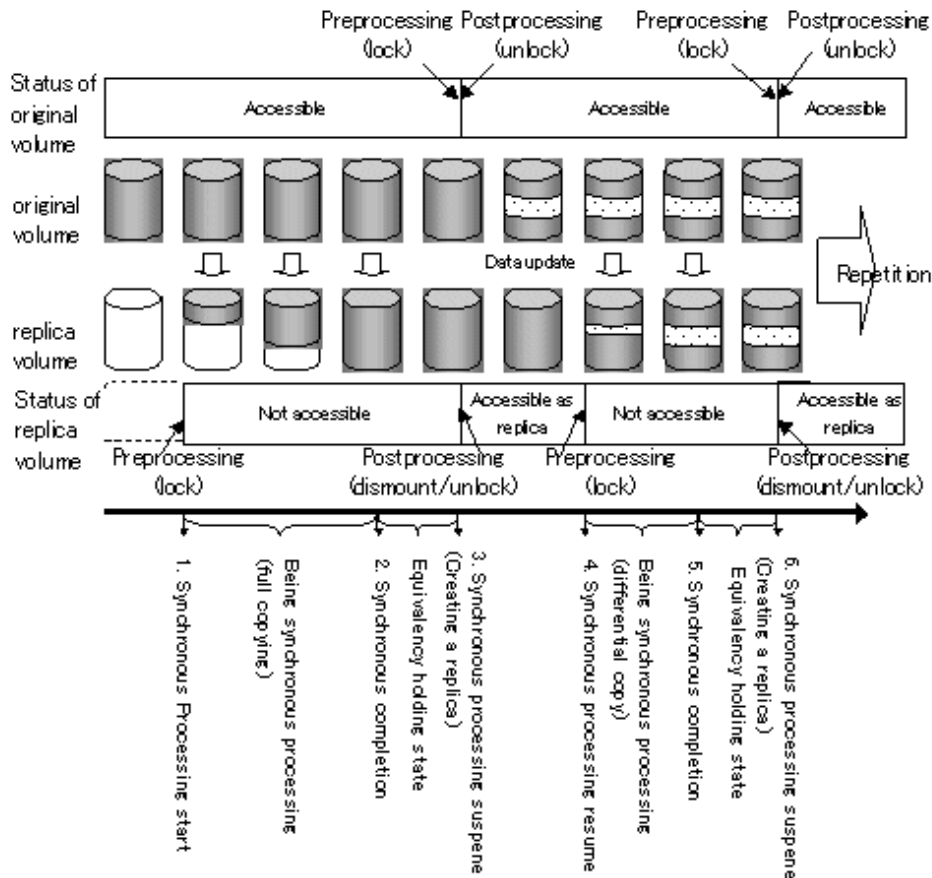 Preprocessing
(lock)
Postprocessing
(unlock)
Preprocessing
(lock)
Postprocessing
(unlock)
Status of
original
volume
Accessible
Accessible
Accessible
original
volume
Data update
Repetition
replica
volume
Status of
replica
volume
Not accessible
Accessible as
replica
Not accessible
Accessible as
replica
Preprocessing
(lock)
Postprocessing
(dismount/unlock)
Preprocessing
(lock)
Postprocessing
(dismount/unlock)
1. Synchronous Processing start
Being synchronous processing
(full copying)
2. Synchronous completion
Equivalency holding state
3. Synchronous processing suspene
(Creating a replica)
4. Synchronous processing resume
Being synchronous processing
(differential copy)
5. Synchronous completion
Equivalency holding state
6. Synchronous processing suspene
(Creating a replica)